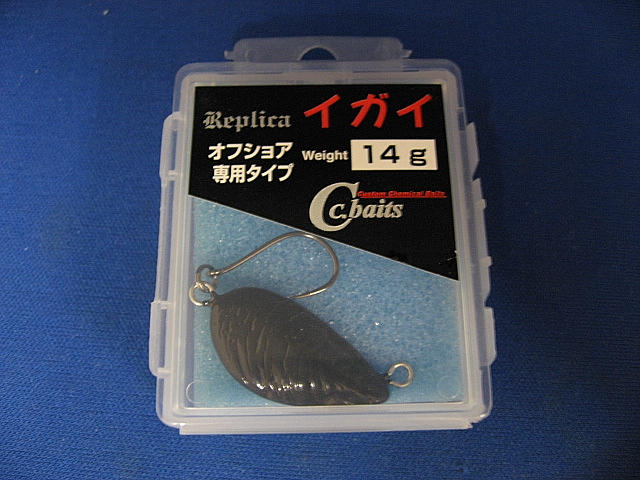 Replica イガイ
オフショア
専用タイプ
Weight 14g
Custom Chemical Baits
C.C.baits